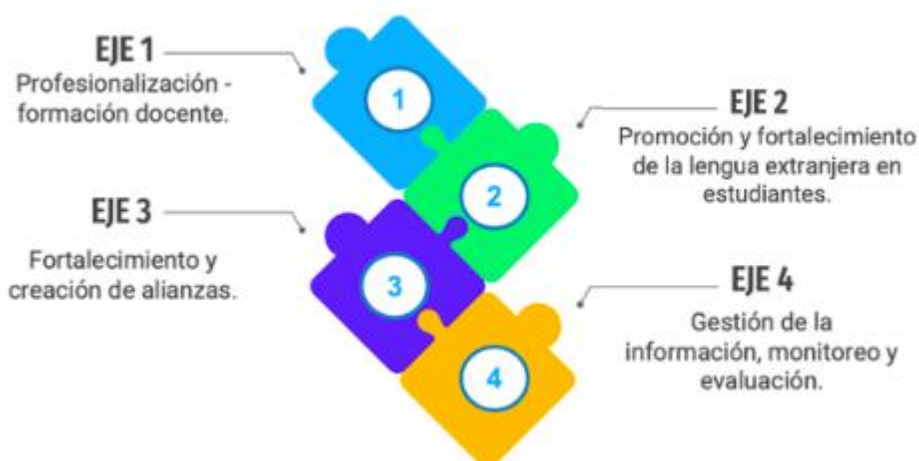 EJE 1
Profesionalización -
formación docente.
1
EJE 2
Promoción y fortalecimiento
de la lengua extranjera en
estudiantes.
2
EJE 3
Fortalecimiento y
creación de alianzas.
3
EJE 4
Gestión de la
información, monitoreo y
evaluación.
4